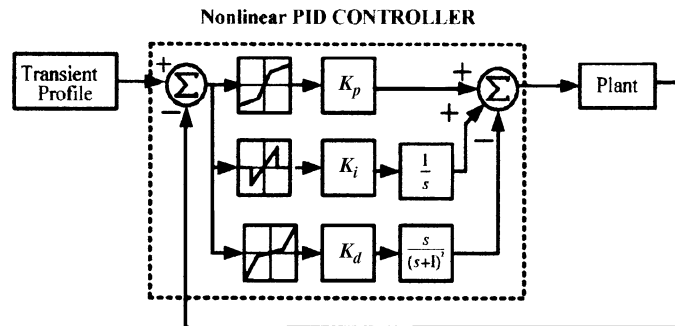 Nonlinear PID CONTROLLER
Transient
Profile
+
−
Σ
K_p
+
+
−
Σ
Plant
K_i
1/s
K_d
s/(s+1)²